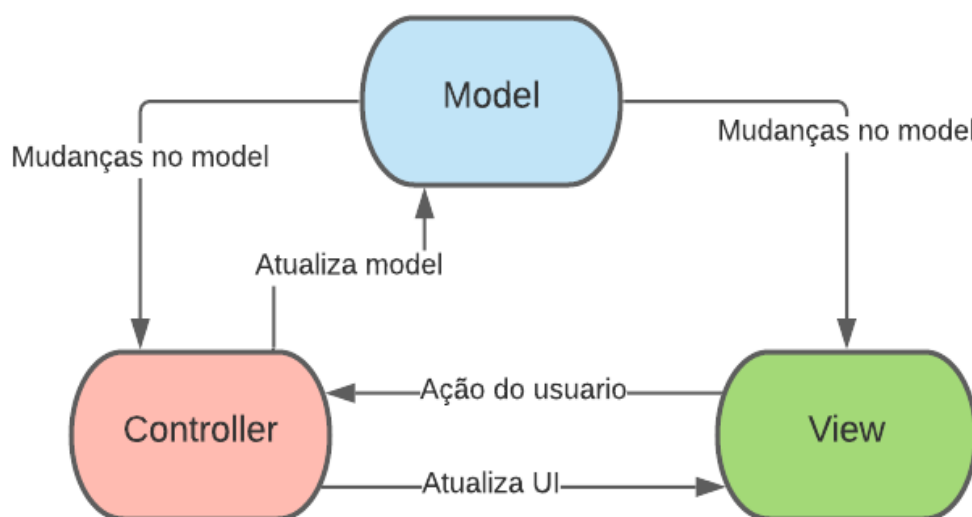 Model
Mudanças no model
Mudanças no model
Atualiza model
Ação do usuario
Controller
View
Atualiza UI